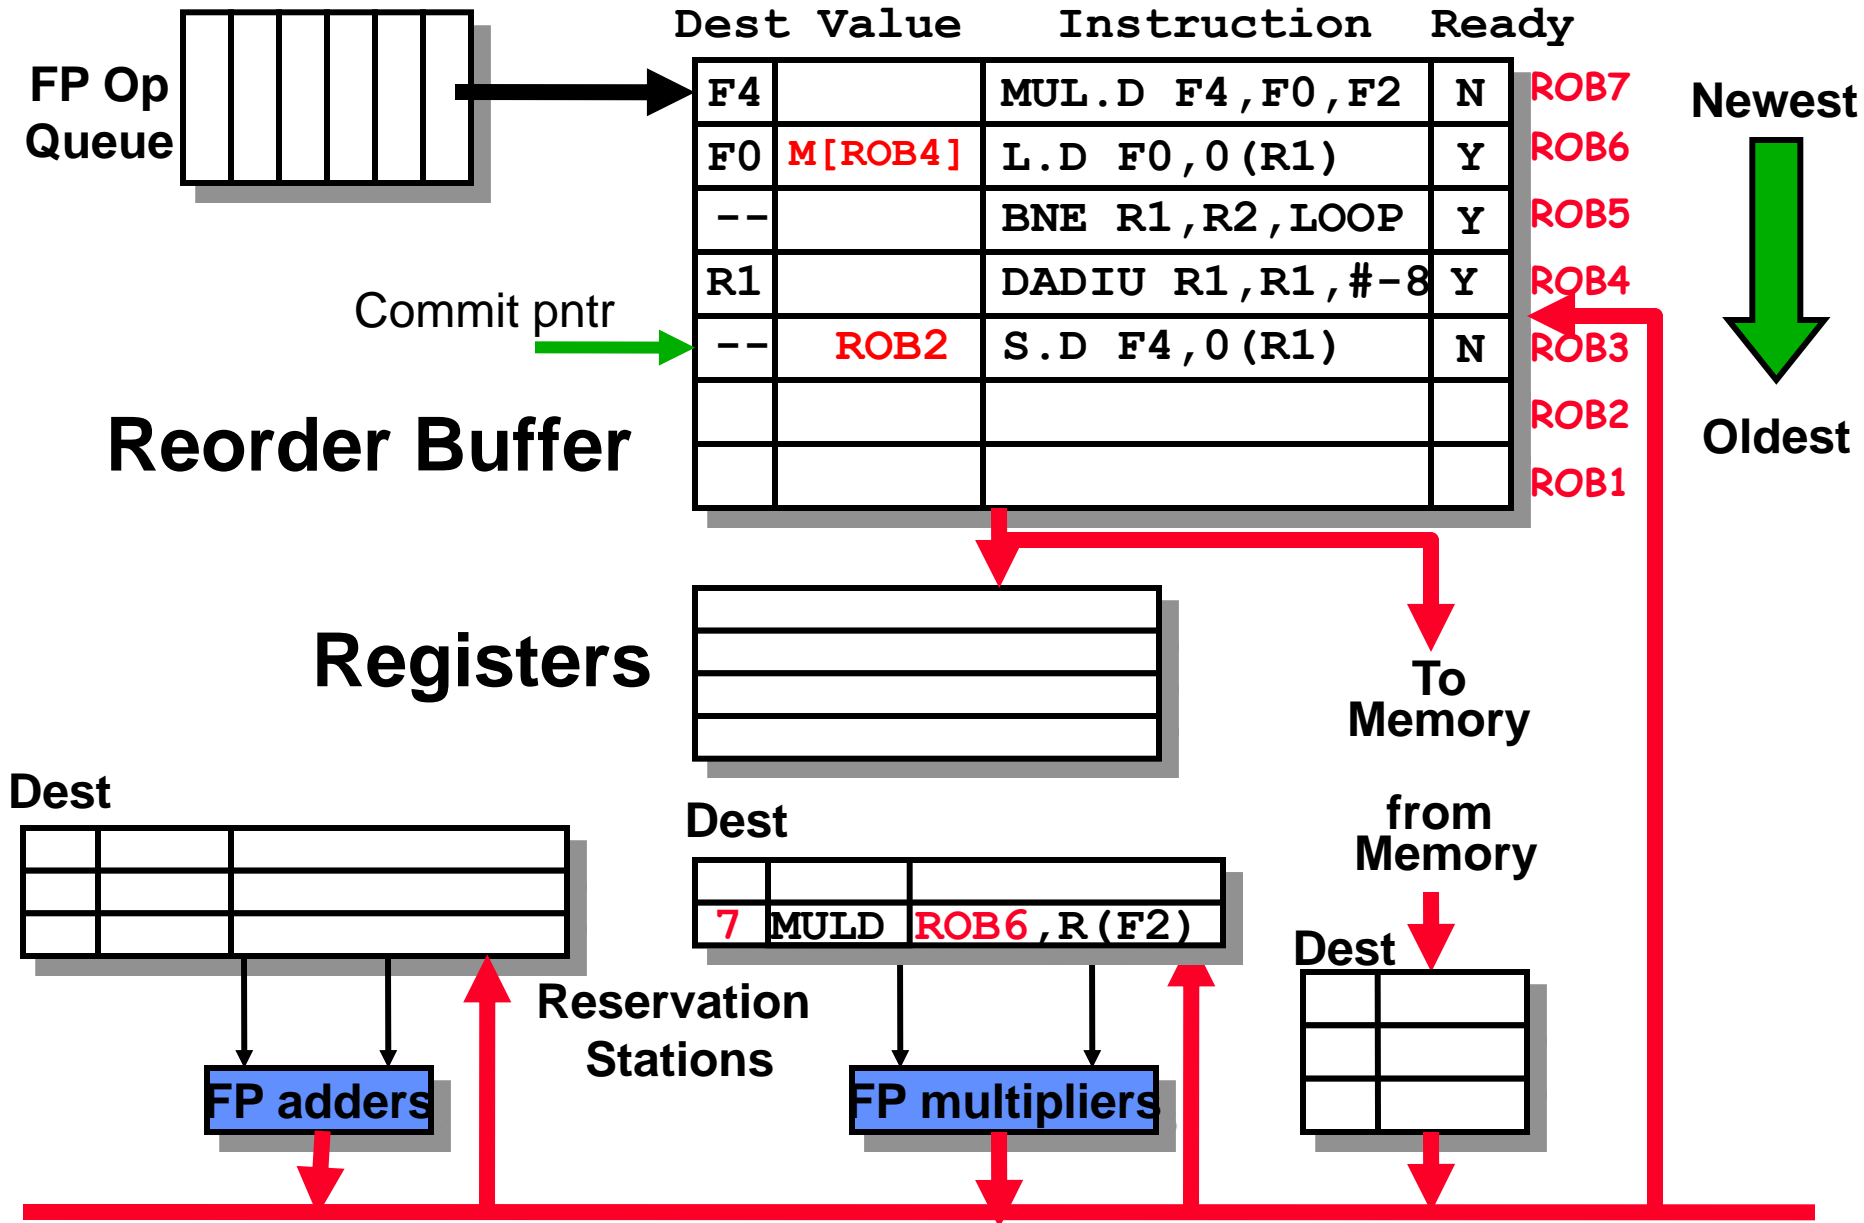 Dest Value Instruction Ready
FP Op
Queue
F4 MUL.D F4,F0,F2 N ROB7
F0 M[ROB4] L.D F0,0(R1) Y ROB6
-- BNE R1,R2,LOOP Y ROB5
R1 DADIU R1,R1,#-8 Y ROB4
-- ROB2 S.D F4,0(R1) N ROB3
ROB2
ROB1
Newest
Oldest
Commit pntr
Reorder Buffer
Registers
To
Memory
from
Memory
Dest
Dest
7 MULD ROB6,R(F2)
Dest
Reservation
Stations
FP adders
FP multipliers